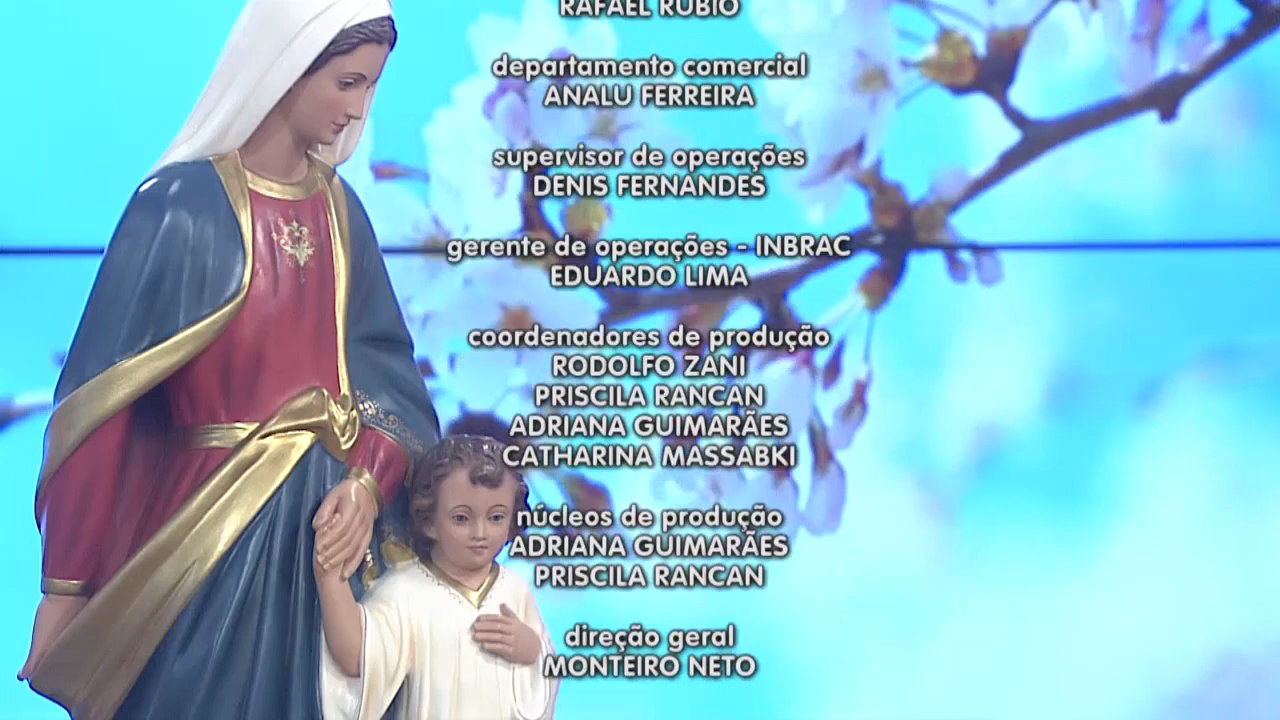 RAFAEL RUBIO
departamento comercial
ANALU FERREIRA
supervisor de operações
DENIS FERNANDES
gerente de operações - INBRAC
EDUARDO LIMA
coordenadores de produção
RODOLFO ZANI
PRISCILA RANCAN
ADRIANA GUIMARÃES
CATHARINA MASSABKI
núcleos de produção
ADRIANA GUIMARÃES
PRISCILA RANCAN
direção geral
MONTEIRO NETO